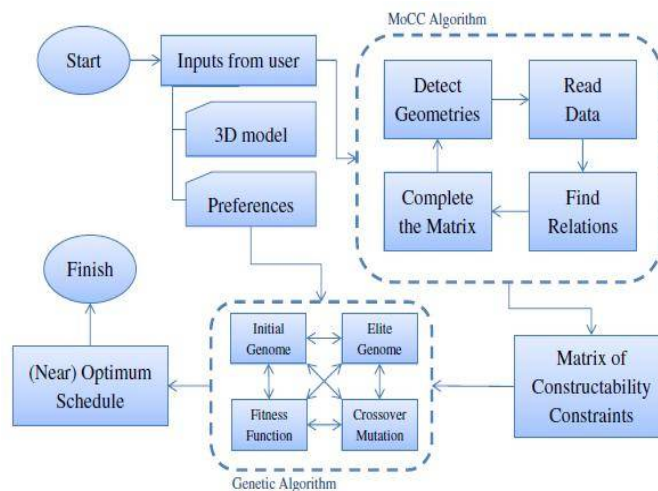 MoCC Algorithm
Start
Inputs from user
3D model
Preferences
Detect
Geometries
Read
Data
Complete
the Matrix
Find
Relations
Finish
(Near) Optimum
Schedule
Initial
Genome
Elite
Genome
Fitness
Function
Crossover
Mutation
Matrix of
Constructability
Constraints
Genetic Algorithm